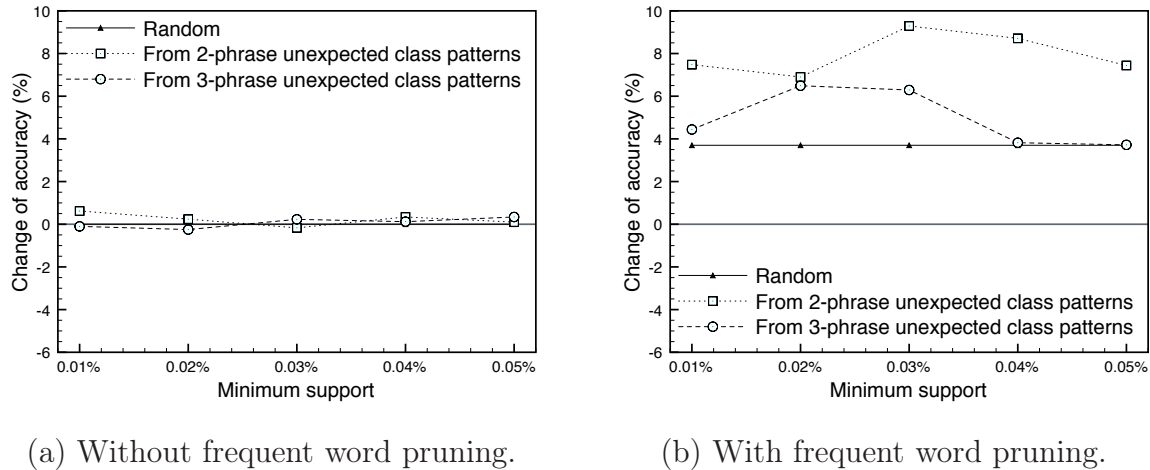 10
8
6
4
2
0
-2
-4
-6
Change of accuracy (%)
Random
From 2-phrase unexpected class patterns
From 3-phrase unexpected class patterns
0.01% 0.02% 0.03% 0.04% 0.05%
Minimum support
(a) Without frequent word pruning.
10
8
6
4
2
0
-2
-4
-6
Change of accuracy (%)
Random
From 2-phrase unexpected class patterns
From 3-phrase unexpected class patterns
0.01% 0.02% 0.03% 0.04% 0.05%
Minimum support
(b) With frequent word pruning.